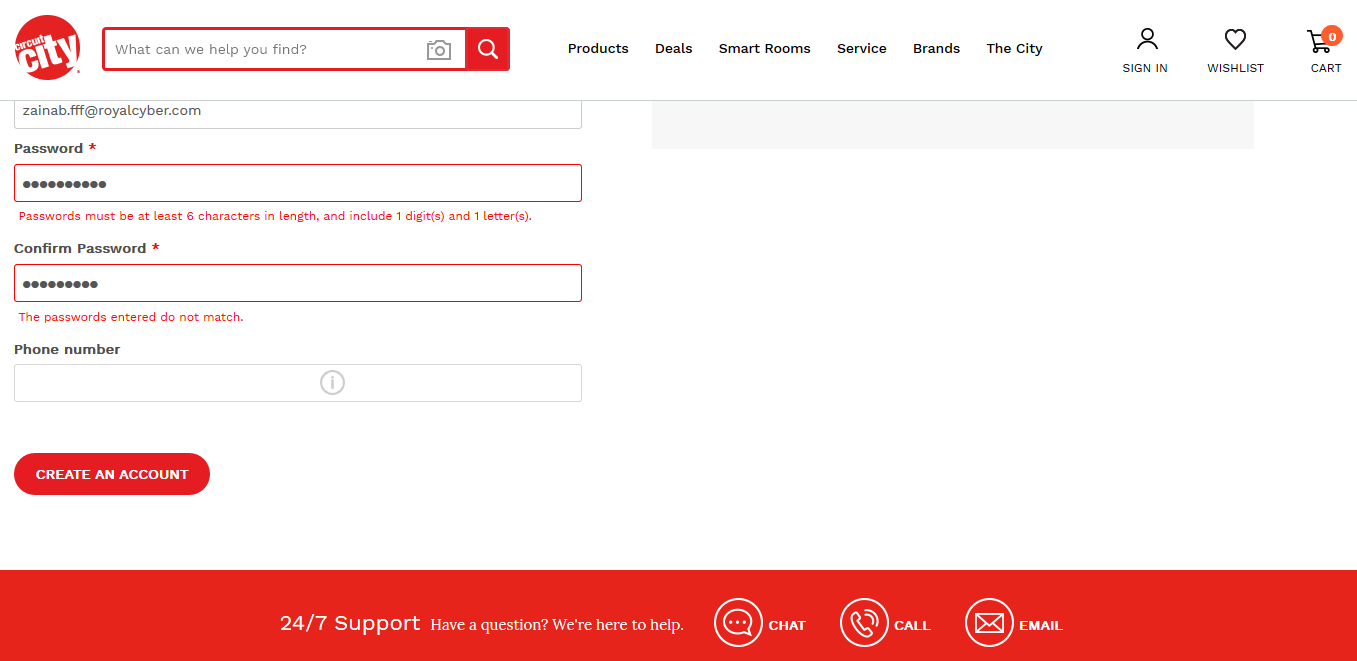 circuit city
What can we help you find?
Products Deals Smart Rooms Service Brands The City
SIGN IN WISHLIST 0 CART
zainab.fff@royalcyber.com
Password *
●●●●●●●●●●
Passwords must be at least 6 characters in length, and include 1 digit(s) and 1 letter(s).
Confirm Password *
●●●●●●●●●
The passwords entered do not match.
Phone number
i
CREATE AN ACCOUNT
24/7 Support Have a question? We're here to help. CHAT CALL EMAIL